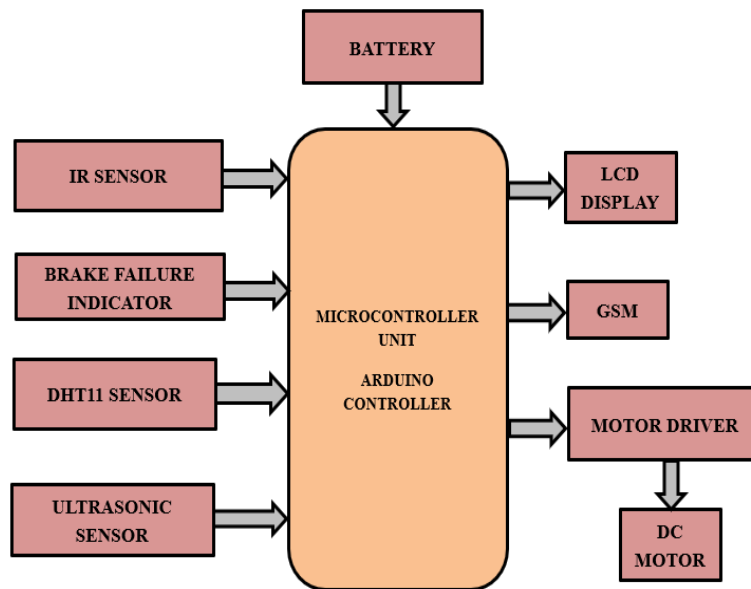 BATTERY
IR SENSOR
BRAKE FAILURE
INDICATOR
DHT11 SENSOR
ULTRASONIC
SENSOR
MICROCONTROLLER
UNIT
ARDUINO
CONTROLLER
LCD
DISPLAY
GSM
MOTOR DRIVER
DC
MOTOR